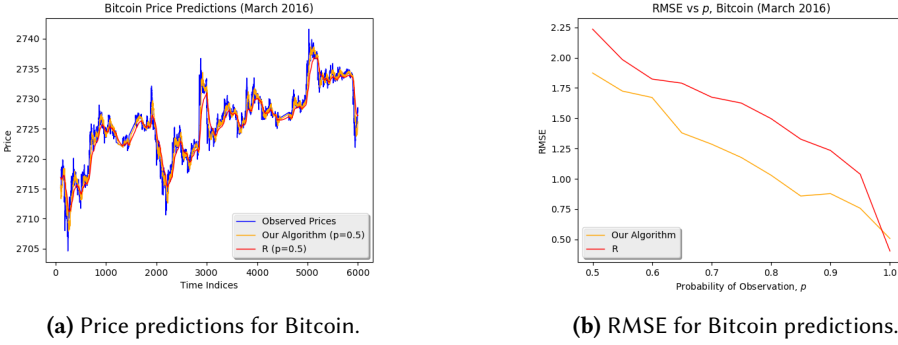 Bitcoin Price Predictions (March 2016)
2740
2735
2730
2725
2720
2715
2710
2705
Price
0
1000
2000
3000
4000
5000
6000
Time Indices
Observed Prices
Our Algorithm (p=0.5)
R (p=0.5)
(a) Price predictions for Bitcoin.
RMSE vs p, Bitcoin (March 2016)
2.25
2.00
1.75
1.50
1.25
1.00
0.75
0.50
RMSE
0.5
0.6
0.7
0.8
0.9
1.0
Probability of Observation, p
Our Algorithm
R
(b) RMSE for Bitcoin predictions.